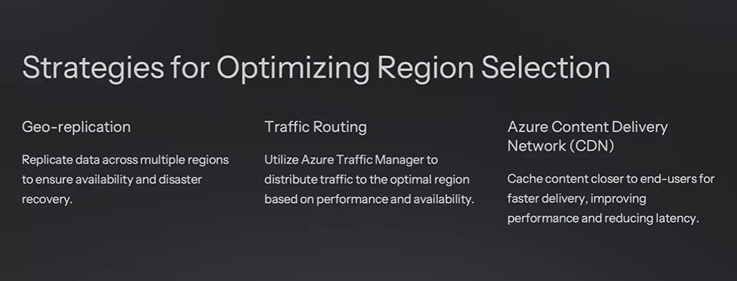 Strategies for Optimizing Region Selection
Geo-replication
Replicate data across multiple regions
to ensure availability and disaster
recovery.
Traffic Routing
Utilize Azure Traffic Manager to
distribute traffic to the optimal region
based on performance and availability.
Azure Content Delivery
Network (CDN)
Cache content closer to end-users for
faster delivery, improving
performance and reducing latency.